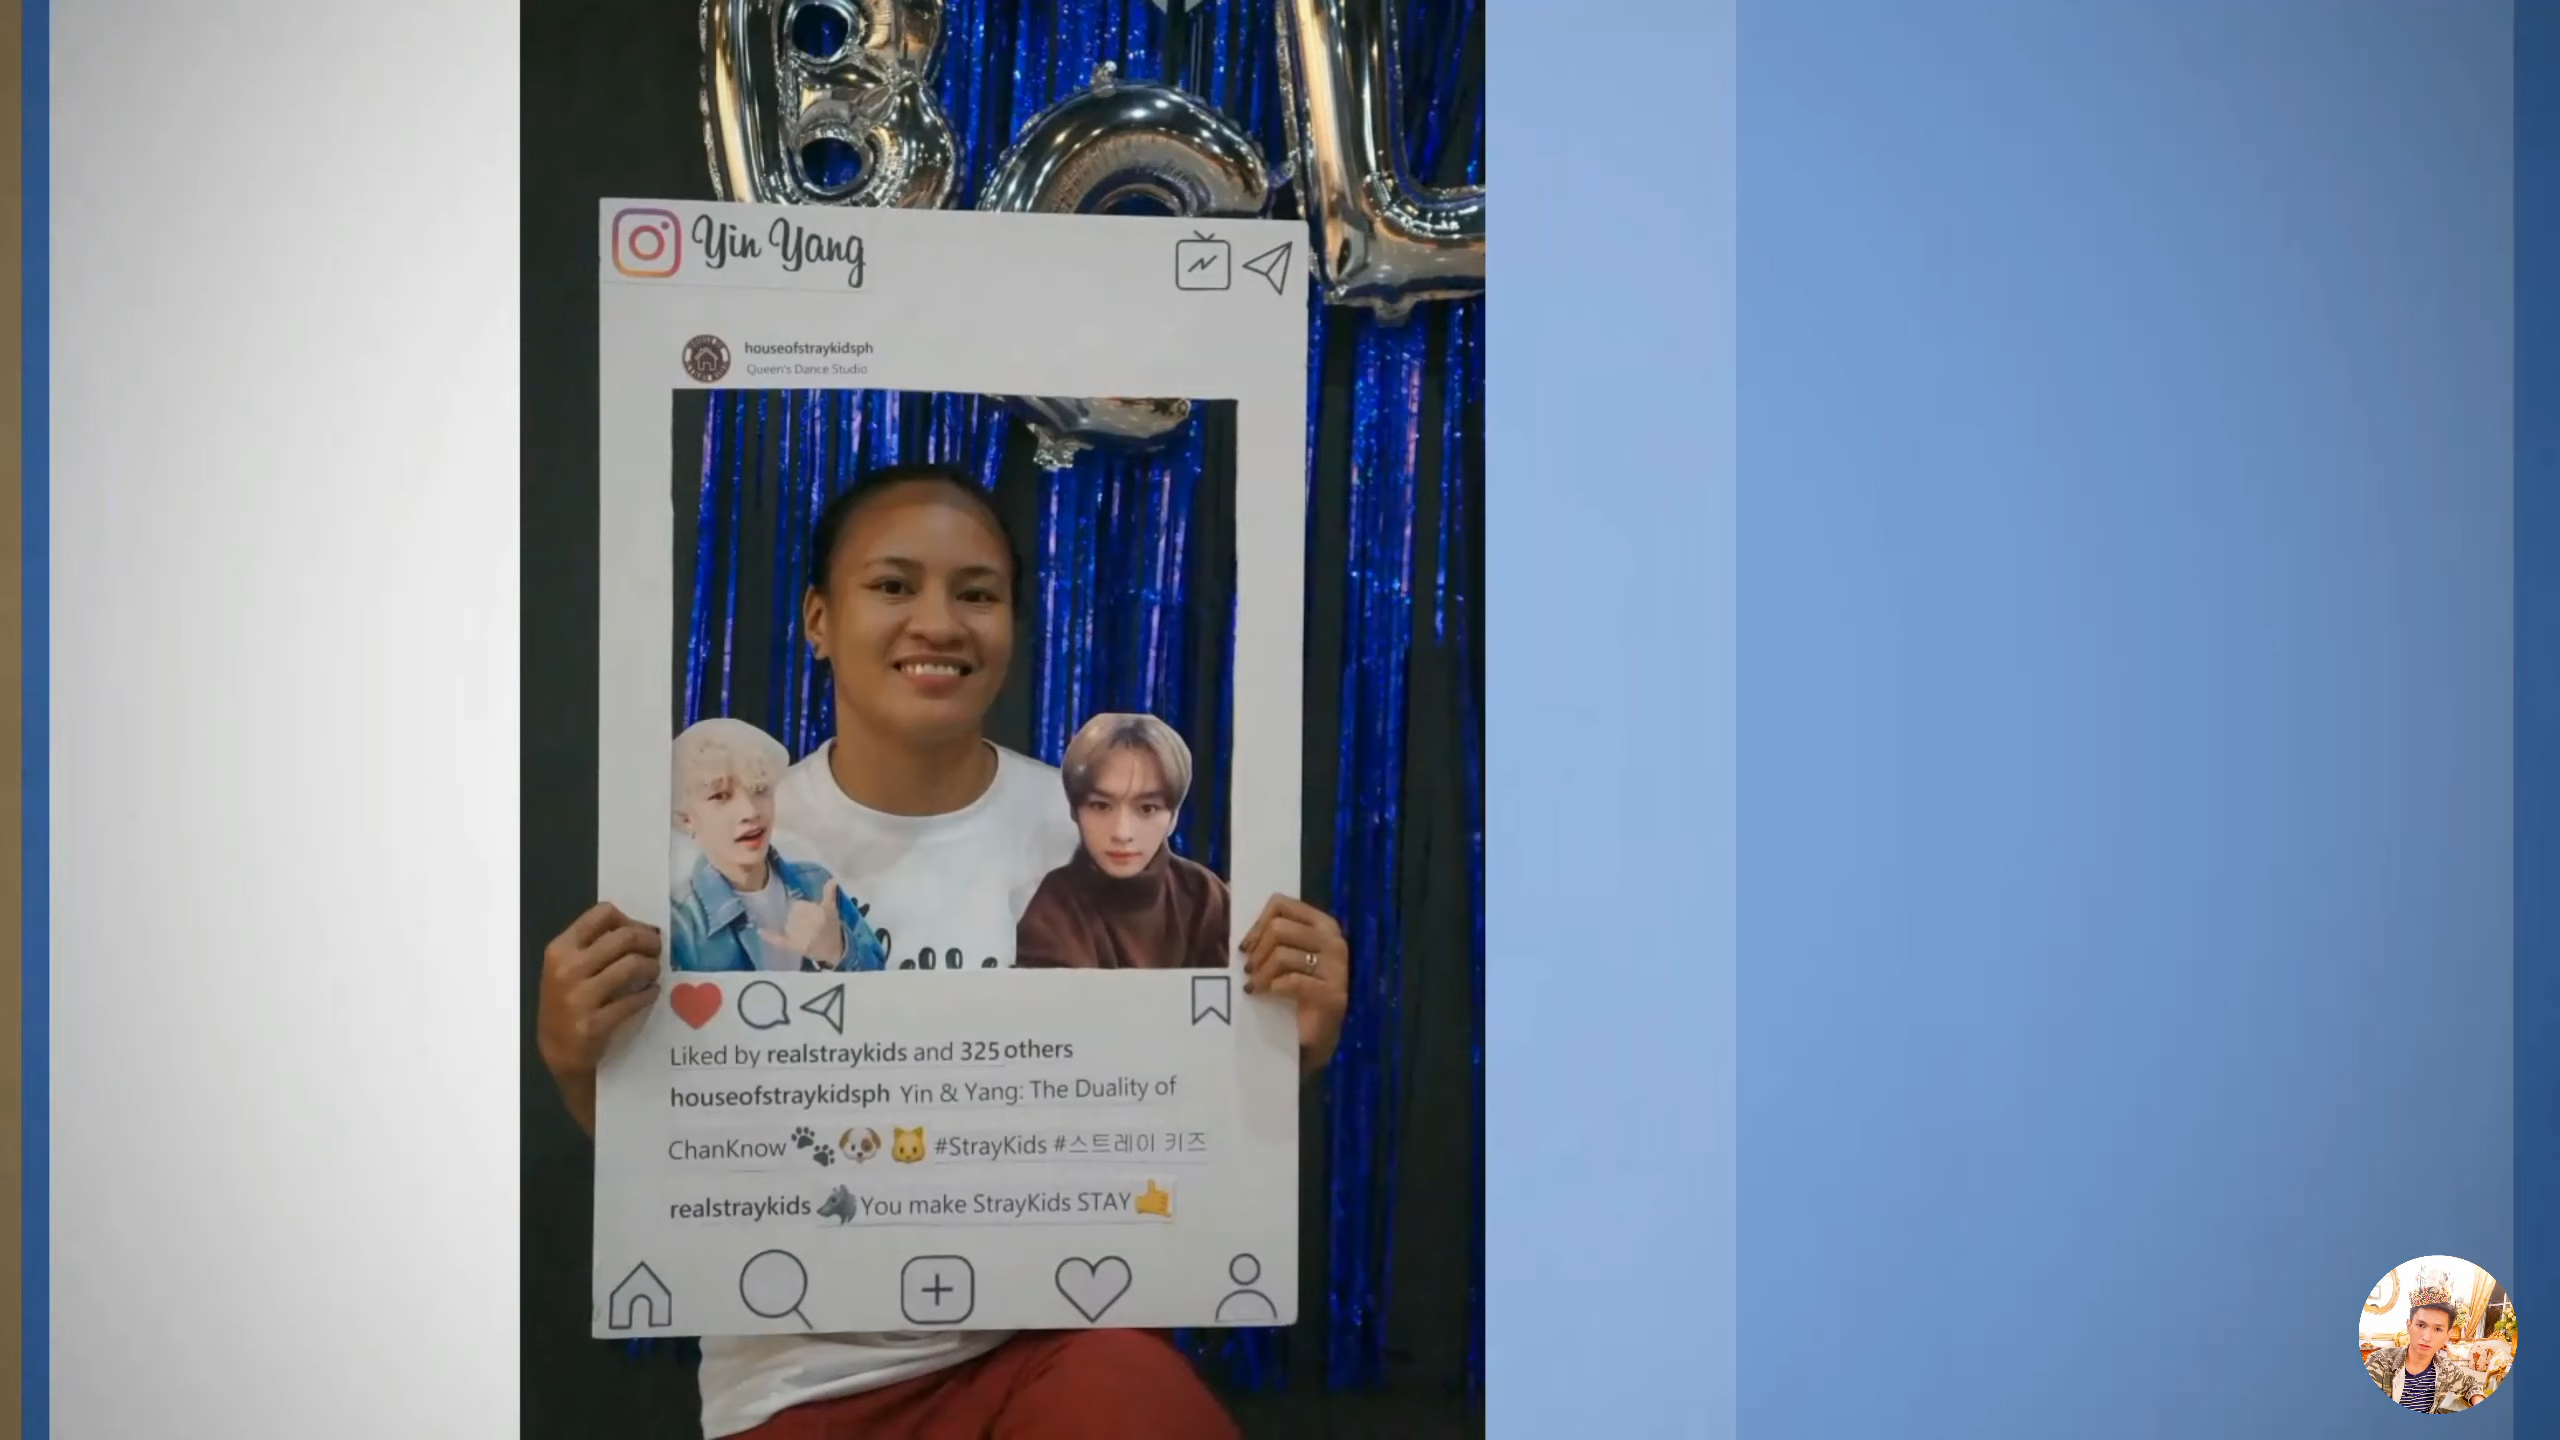 B C L
Yin Yang
houseofstraykidsph
Queen's Dance Studio
Liked by realstraykids and 325 others
houseofstraykidsph Yin & Yang: The Duality of
ChanKnow #StrayKids #스트레이 키즈
realstraykids You make StrayKids STAY